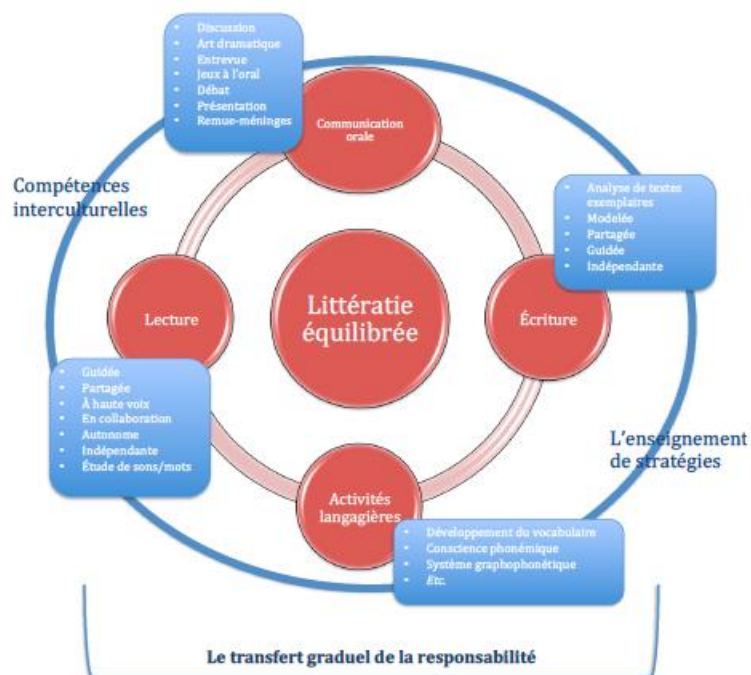 • Discussion
• Art dramatique
• Entrevue
• Jeux à l'oral
• Débat
• Présentation
• Remue-méninges
Communication
orale
Compétences
interculturelles
• Analyse de textes
exemplaires
• Modelée
• Partagée
• Guidée
• Indépendante
Lecture
Littératie
équilibrée
Écriture
• Guidée
• Partagée
• À haute voix
• En collaboration
• Autonome
• Indépendante
• Étude de sons/mots
L'enseignement
de stratégies
Activités
langagières
• Développement du vocabulaire
• Conscience phonémique
• Système graphophonétique
• Etc.
Le transfert graduel de la responsabilité